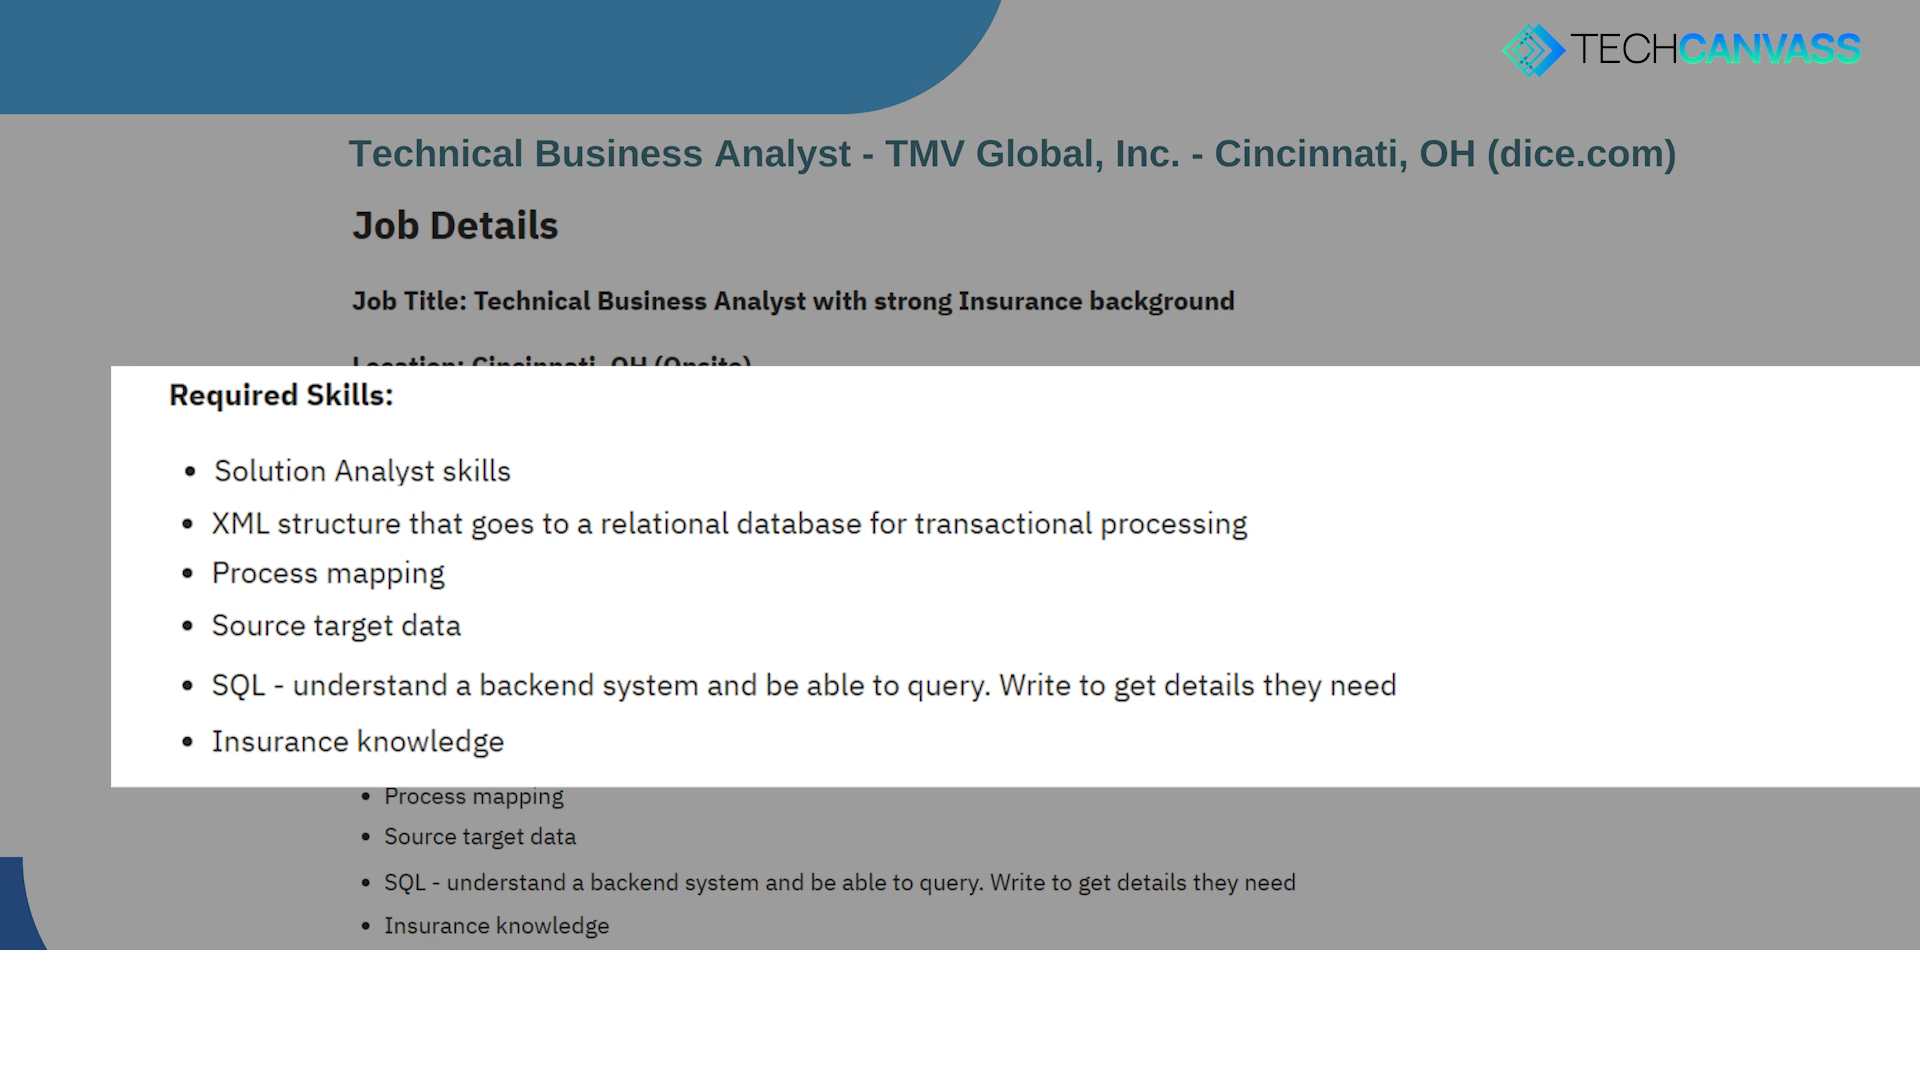 TECHCANVASS
Technical Business Analyst - TMV Global, Inc. - Cincinnati, OH (dice.com)
Job Details
Job Title: Technical Business Analyst with strong Insurance background
Location: Cincinnati, OH (Onsite)
Required Skills:
• Solution Analyst skills
• XML structure that goes to a relational database for transactional processing
• Process mapping
• Source target data
• SQL - understand a backend system and be able to query. Write to get details they need
• Insurance knowledge
• Process mapping
• Source target data
• SQL - understand a backend system and be able to query. Write to get details they need
• Insurance knowledge